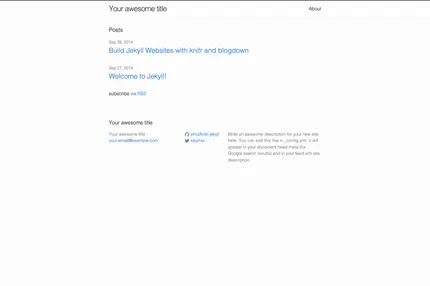 Your awesome title
About
Posts
Sep 28, 2014
Build Jekyll Websites with knitr and blogdown
Sep 27, 2014
Welcome to Jekyll!
subscribe via RSS
Your awesome title
Your awesome title
your-email@example.com
yihui/knitr-jekyll
xieyihui
Write an awesome description for your new site
here. You can edit this line in _config.yml. It will
appear in your document head meta (for
Google search results) and in your feed.xml site
description.